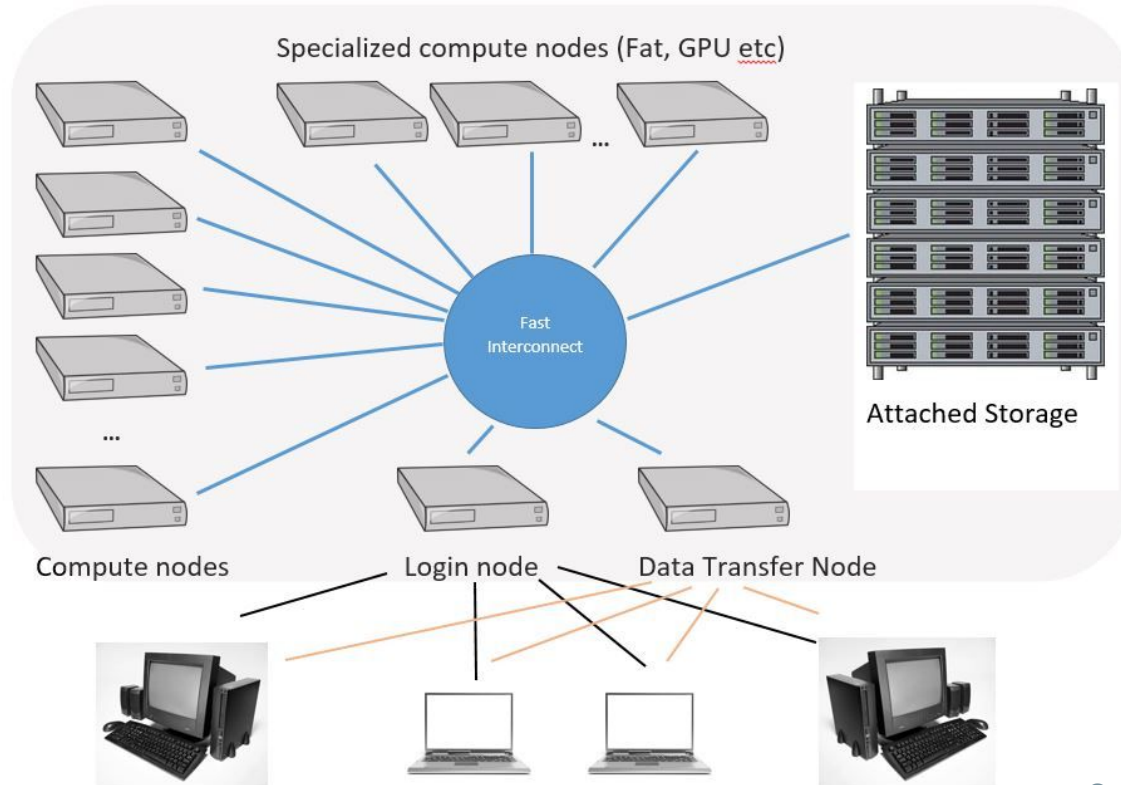 Specialized compute nodes (Fat, GPU etc)
...
Fast
Interconnect
Attached Storage
...
Compute nodes
Login node
Data Transfer Node